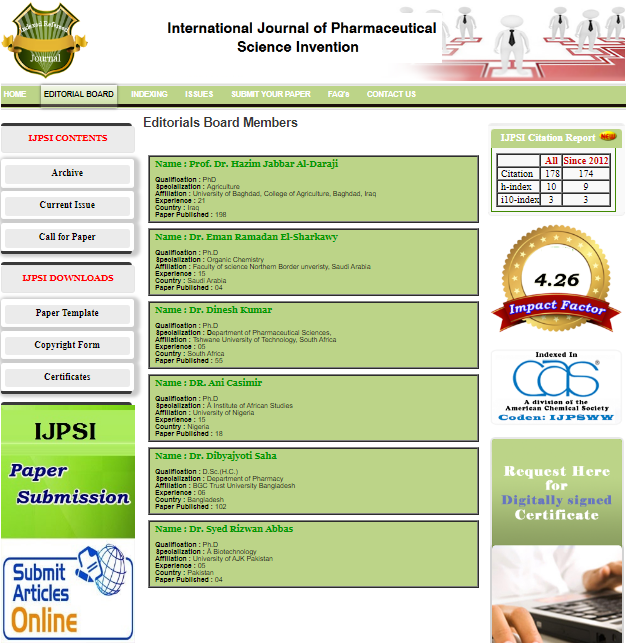 Indexed Refereed
Journal
International Journal of Pharmaceutical
Science Invention
HOME EDITORIAL BOARD INDEXING ISSUES SUBMIT YOUR PAPER FAQ's CONTACT US
IJPSI CONTENTS
Archive
Current Issue
Call for Paper
IJPSI DOWNLOADS
Paper Template
Copyright Form
Certificates
IJPSI
Paper
Submission
Submit
Articles
Online
Editorials Board Members
Name : Prof. Dr. Hazim Jabbar Al-Daraji
Qualification : PhD
Specialization : Agriculture
Affiliation : University of Baghdad, College of Agriculture, Baghdad, Iraq
Experience : 21
Country : Iraq
Paper Published : 198
Name : Dr. Eman Ramadan El-Sharkawy
Qualification : Ph.D
Specialization : Organic Chemistry
Affiliation : Faculty of science Northern Border unveristy, Saudi Arabia
Experience : 15
Country : Saudi Arabia
Paper Published : 04
Name : Dr. Dinesh Kumar
Qualification : Ph.D
Specialization : Department of Pharmaceutical Sciences,
Affiliation : Tshwane University of Technology, South Africa
Experience : 05
Country : South Africa
Paper Published : 55
Name : DR. Ani Casimir
Qualification : Ph.D
Specialization : Â Institute of African Studies
Affiliation : University of Nigeria
Experience : 15
Country : Nigeria
Paper Published : 18
Name : Dr. Dibyajyoti Saha
Qualification : D.Sc.(H.C.)
Specialization : Department of Pharmacy
Affiliation : BGC Trust University Bangladesh
Experience : 06
Country : Bangladesh
Paper Published : 102
Name : Dr. Syed Rizwan Abbas
Qualification : Ph.D
Specialization : Â Biotechnology
Affiliation : University of AJK Pakistan
Experience : 05
Country : Pakistan
Paper Published : 04
IJPSI Citation Report NEW
All Since 2012
Citation 178 174
h-index 10 9
i10-index 3 3
4.26
Impact Factor
Indexed In
cas®
A division of the
American Chemical Society
Coden: IJPSWW
Request Here
for
Digitally signed
Certificate